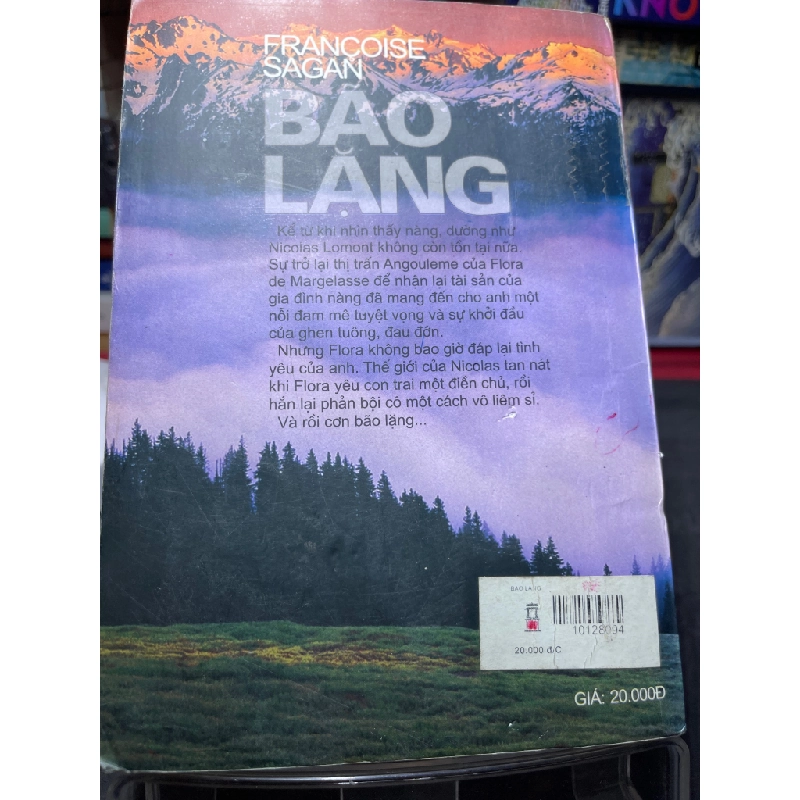 KNO
FRANÇOISE
SAGAN
BÃO
LẶNG
Kể từ khi nhìn thấy nàng, dường như
Nicolas Lomont không còn tồn tại nữa.
Sự trở lại thị trấn Angouleme của Flora
de Margelasse để nhận lại tài sản của
gia đình nàng đã mang đến cho anh một
nỗi đam mê tuyệt vọng và sự khởi đầu
của ghen tuông, đau đớn.
Nhưng Flora không bao giờ đáp lại tình
yêu của anh. Thế giới của Nicolas tan nát
khi Flora yêu con trai một điền chủ, rồi
hắn lại phản bội cô một cách vô liêm sỉ.
Và rồi cơn bão lặng...
BAO LANG
10128994
20.000 đ/C
GIÁ: 20.000Đ